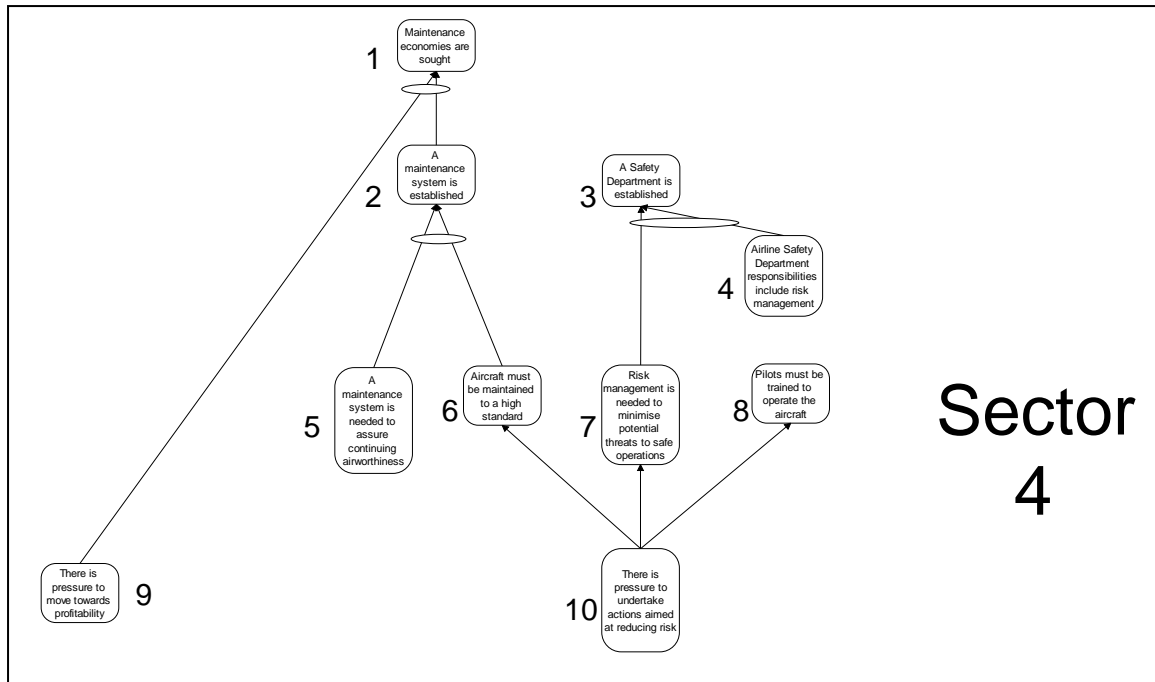 Maintenance
economies are
sought
1
A
maintenance
system is
established
2
A Safety
Department is
established
3
Airline Safety
Department
responsibilities
include risk
management
4
A
maintenance
system is
needed to
assure
continuing
airworthiness
5
Aircraft must
be maintained
to a high
standard
6
Risk
management is
needed to
minimise
potential
threats to safe
operations
7
Pilots must be
trained to
operate the
aircraft
8
Sector
4
There is
pressure to
move towards
profitability
9
There is
pressure to
undertake
actions aimed
at reducing risk
10